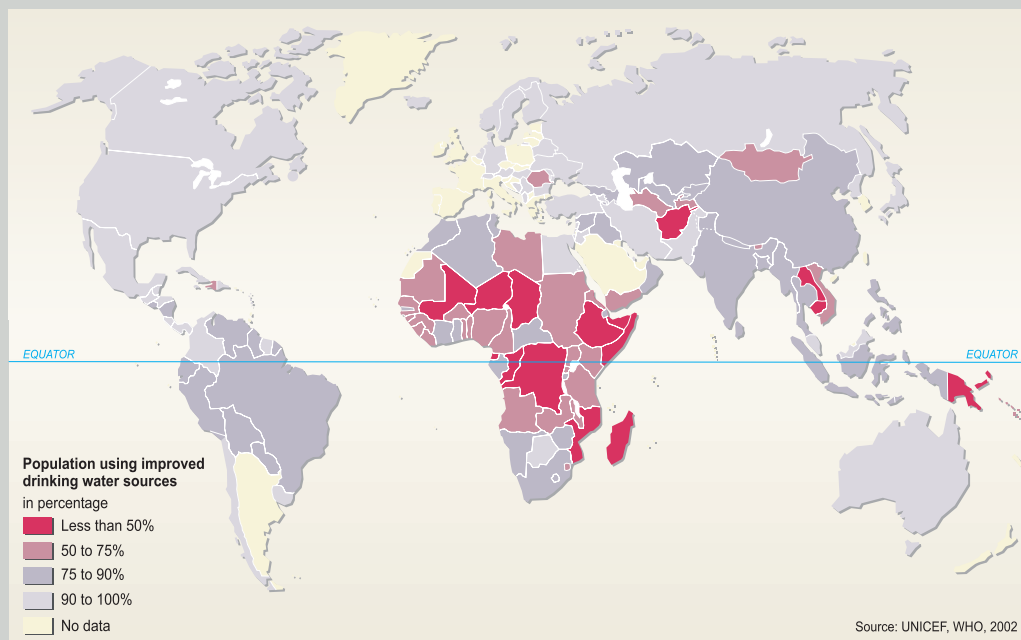 EQUATOR
EQUATOR
Population using improved
drinking water sources
in percentage
Less than 50%
50 to 75%
75 to 90%
90 to 100%
No data
Source: UNICEF, WHO, 2002